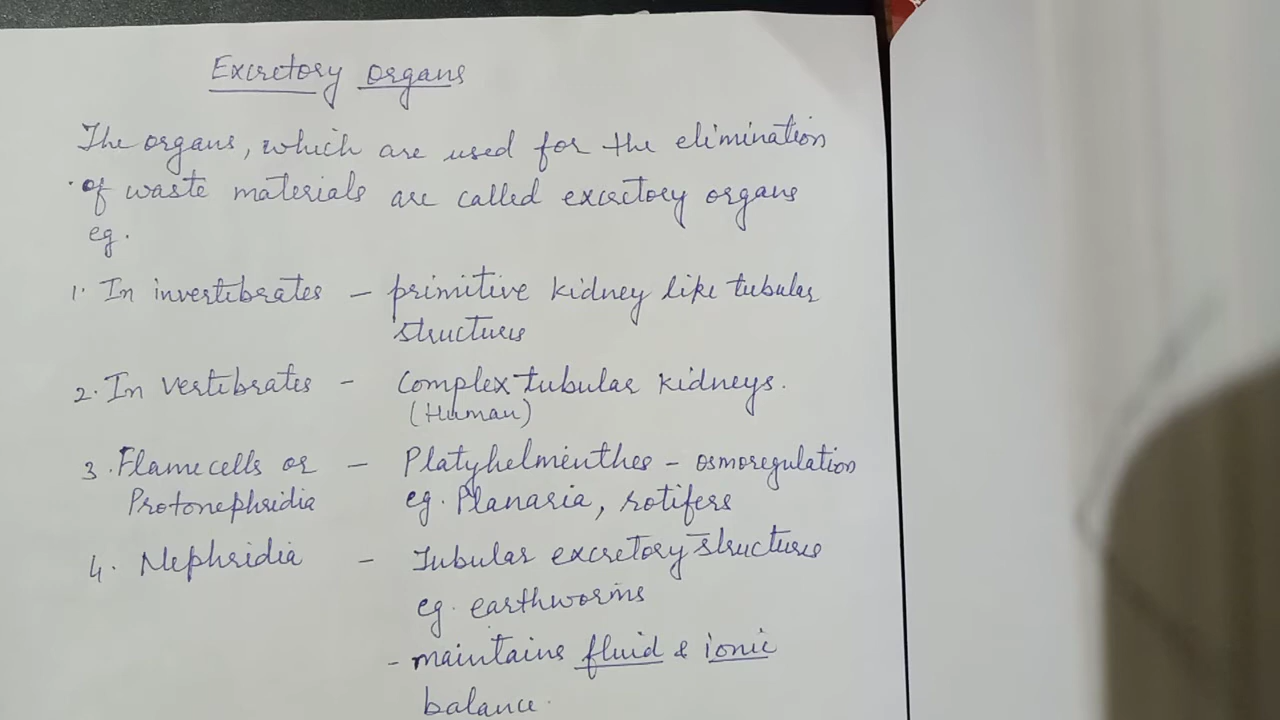 Excretory organs
The organs, which are used for the elimination
of waste materials are called excretory organs
eg.
1. In invertibrates - primitive kidney like tubular
structures
2. In vertibrates - Complex tubular kidneys.
(Human)
3. Flame cells or - Platyhelminthes - osmoregulation
Protonephridia eg. Planaria, rotifers
4. Nephridia - Tubular excretory structures
eg. earthworms
- maintains fluid & ionic
balance.